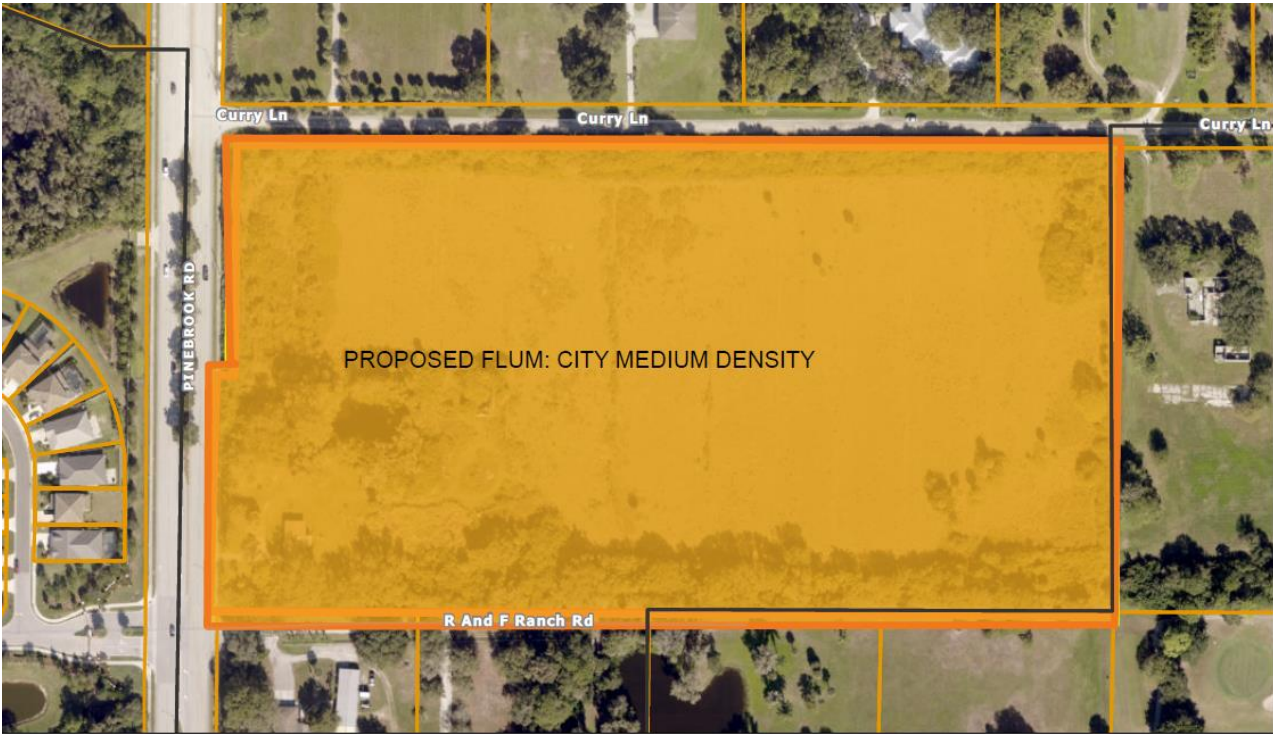 Curry Ln
Curry Ln
Curry Ln
PINEBROOK RD
PROPOSED FLUM: CITY MEDIUM DENSITY
R And F Ranch Rd